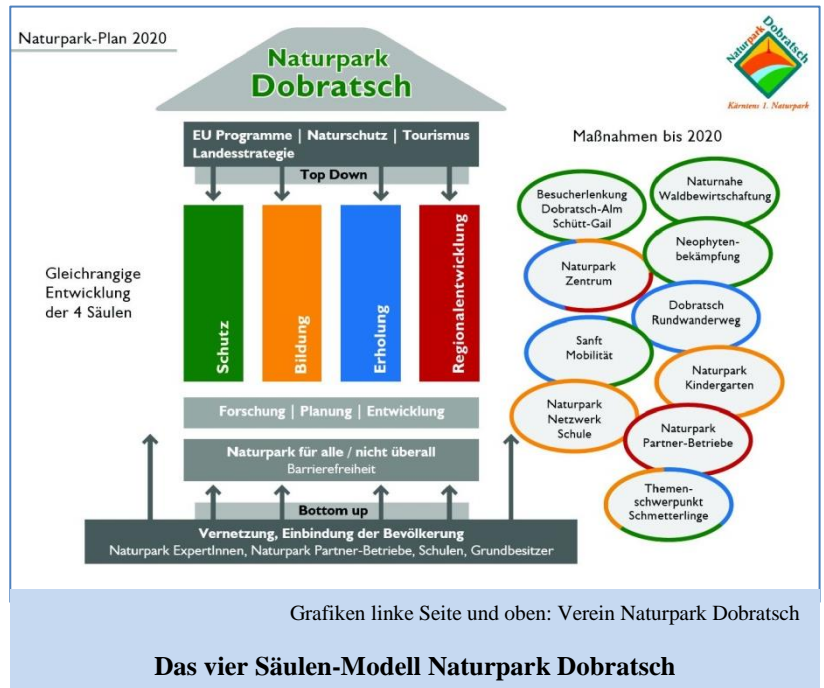 Naturpark-Plan 2020
Naturpark
Dobratsch
Naturpark Dobratsch
Kärntens 1. Naturpark
EU Programme | Naturschutz | Tourismus
Landesstrategie
Top Down
Gleichrangige
Entwicklung
der 4 Säulen
Schutz
Bildung
Erholung
Regionalentwicklung
Forschung | Planung | Entwicklung
Naturpark für alle / nicht überall
Barrierefreiheit
Bottom up
Vernetzung, Einbindung der Bevölkerung
Naturpark ExpertInnen, Naturpark Partner-Betriebe, Schulen, Grundbesitzer
Maßnahmen bis 2020
Besucherlenkung
Dobratsch-Alm
Schütt-Gail
Naturnahe
Waldbewirtschaftung
Neophyten-
bekämpfung
Naturpark
Zentrum
Dobratsch
Rundwanderweg
Sanft
Mobilität
Naturpark
Kindergarten
Naturpark
Netzwerk
Schule
Naturpark
Partner-Betriebe
Themen-
schwerpunkt
Schmetterlinge
Grafiken linke Seite und oben: Verein Naturpark Dobratsch
Das vier Säulen-Modell Naturpark Dobratsch